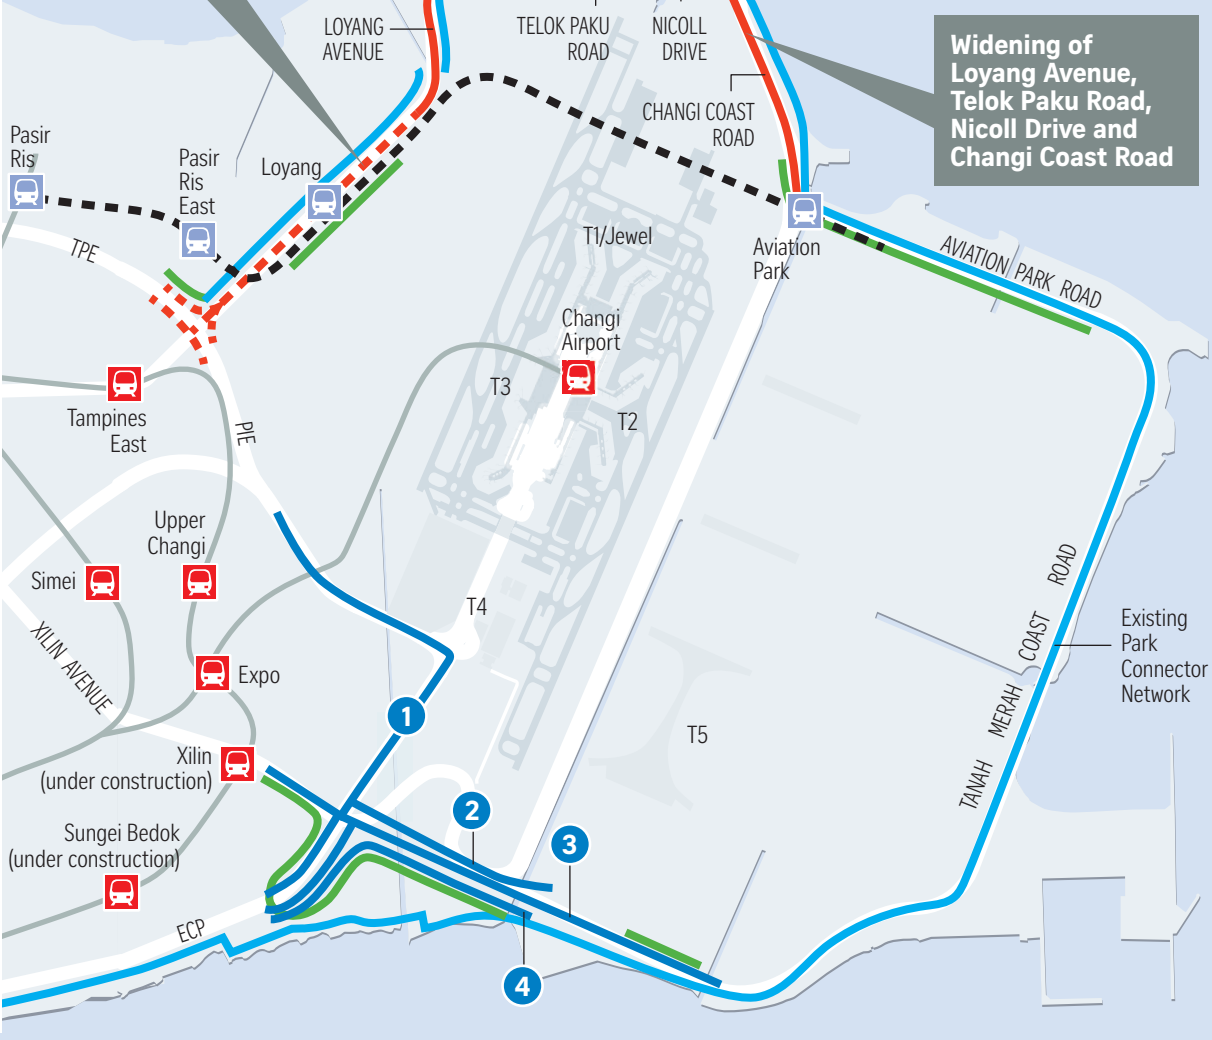 LOYANG
AVENUE
TELOK PAKU
ROAD
NICOLL
DRIVE
CHANGI COAST
ROAD
Widening of
Loyang Avenue,
Telok Paku Road,
Nicoll Drive and
Changi Coast Road
Pasir
Ris
Pasir
Ris
East
Loyang
TPE
T1/Jewel
Aviation
Park
AVIATION PARK ROAD
Changi
Airport
T3
T2
Tampines
East
PIE
Upper
Changi
Simei
T4
XILIN AVENUE
Expo
Existing
Park
Connector
Network
TANAH MERAH COAST ROAD
1
T5
Xilin
(under construction)
2
3
Sungei Bedok
(under construction)
ECP
4